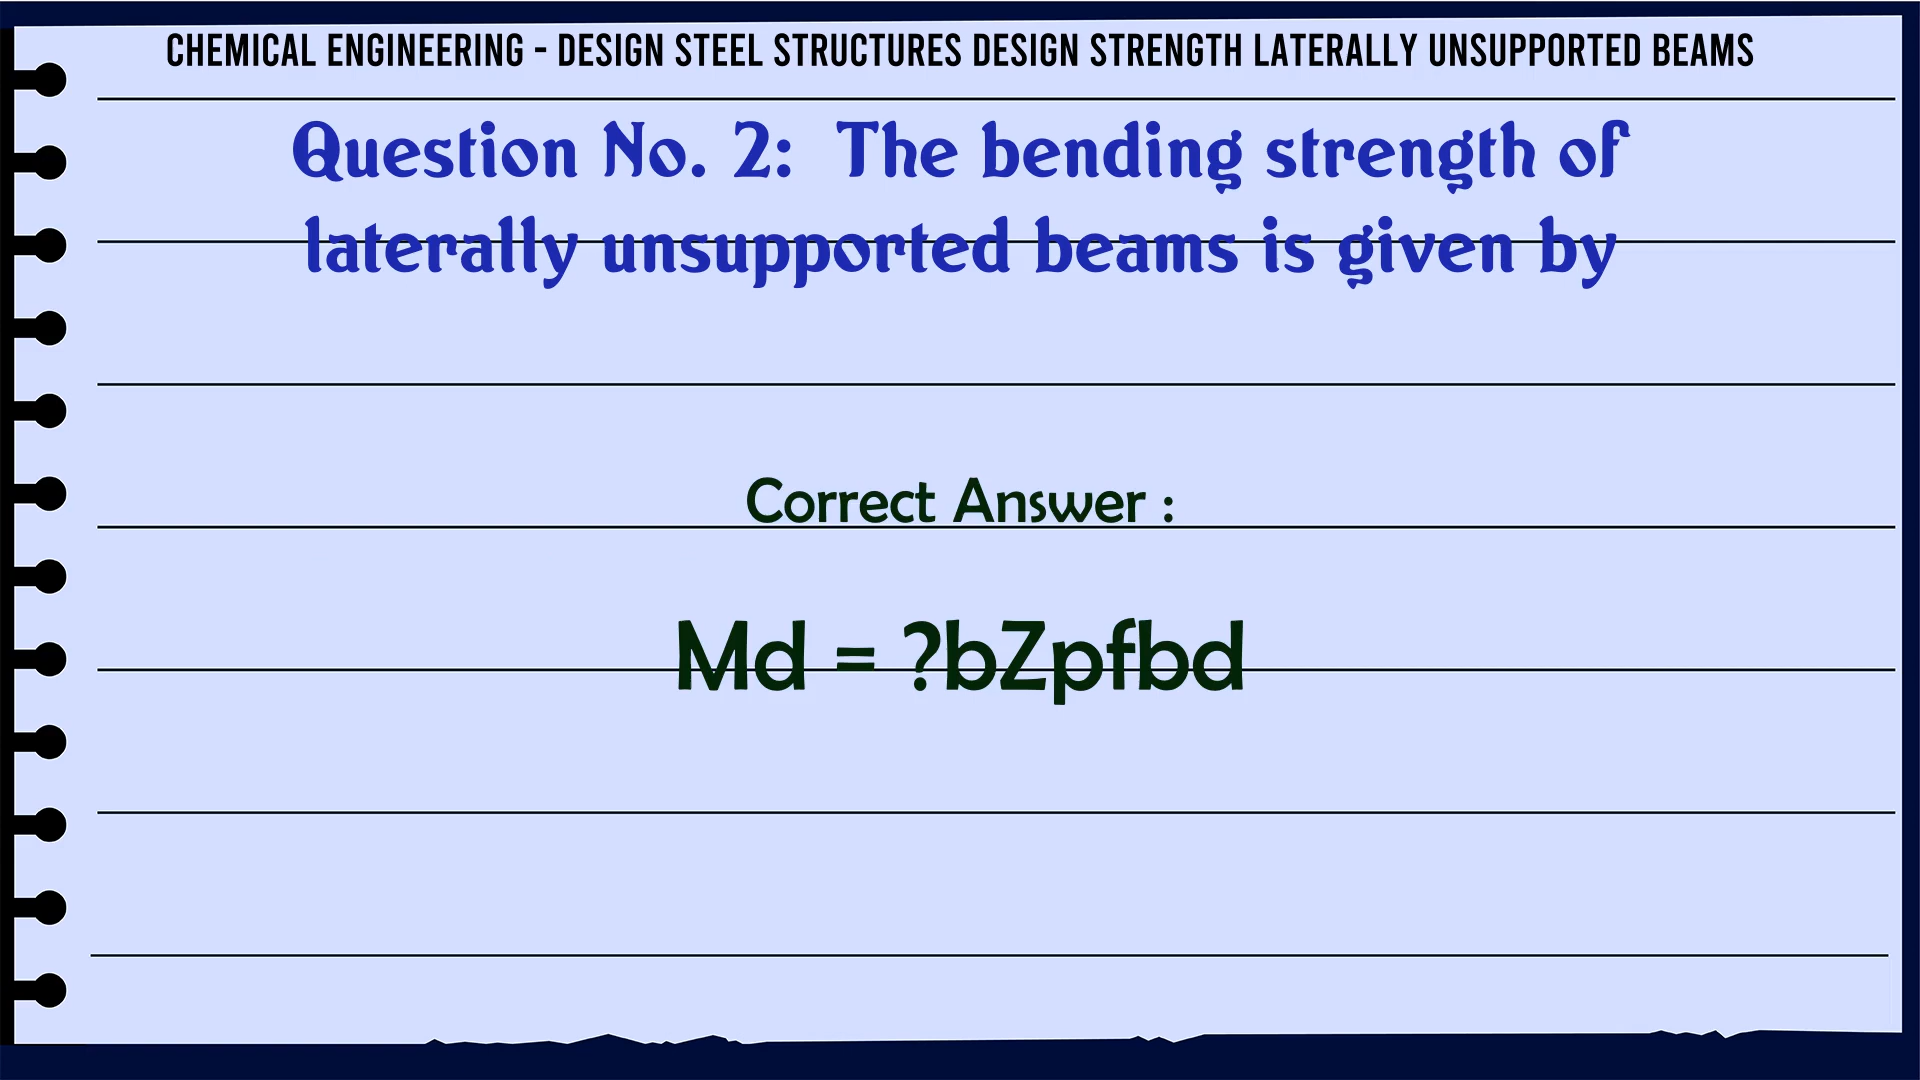 CHEMICAL ENGINEERING - DESIGN STEEL STRUCTURES DESIGN STRENGTH LATERALLY UNSUPPORTED BEAMS
Question No. 2: The bending strength of
laterally unsupported beams is given by
Correct Answer :
Md = ?bZpfbd